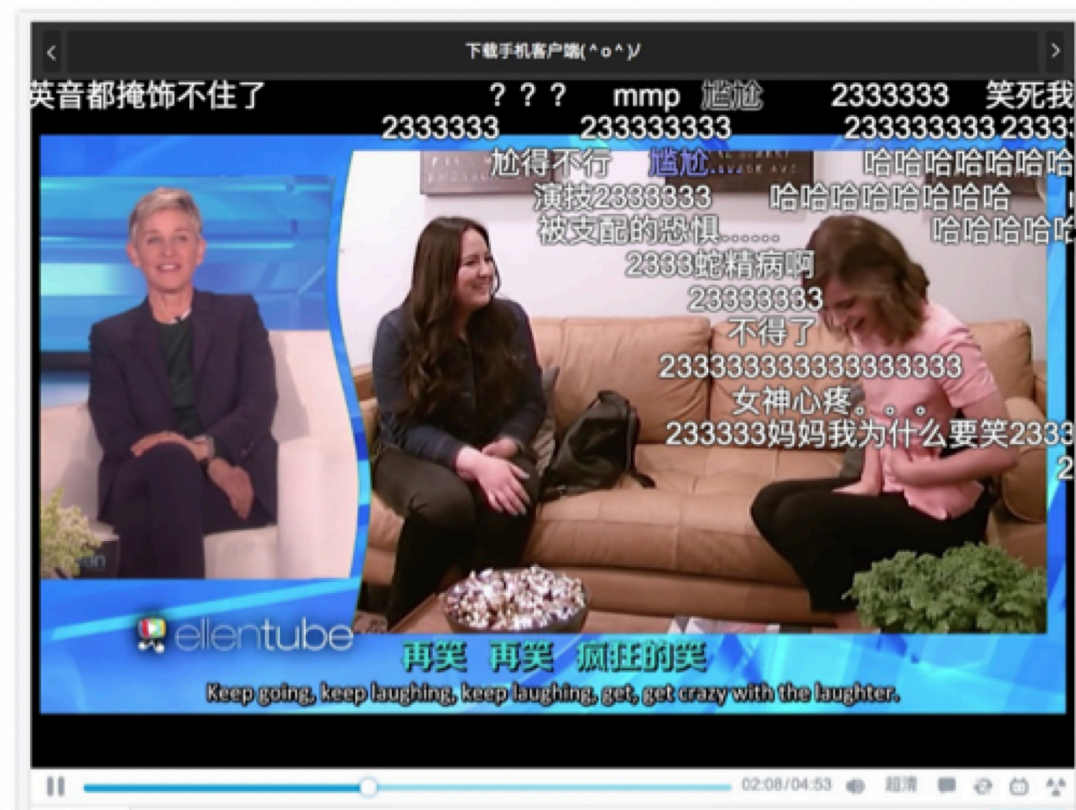 下载手机客户端(^o^)/
英音都掩饰不住了 ? ? ? mmp 尴尬 2333333 笑死我
2333333 233333333 233333333 2333
尬得不行 尴尬...... 哈哈哈哈哈哈哈
演技2333333 哈哈哈哈哈哈哈哈
被支配的恐惧...... 哈哈哈哈哈
2333蛇精病啊
23333333
不得了
233333333333333333
女神心疼。。。
233333妈妈我为什么要笑2333
2
ellentube
再笑 再笑 疯狂的笑
Keep going, keep laughing, keep laughing, get, get crazy with the laughter.
02:08/04:53 超清